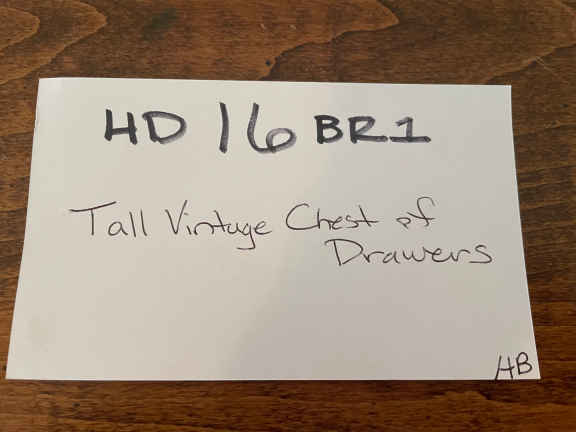 HD 16 BR1
Tall Vintage Chest of
Drawers
HB